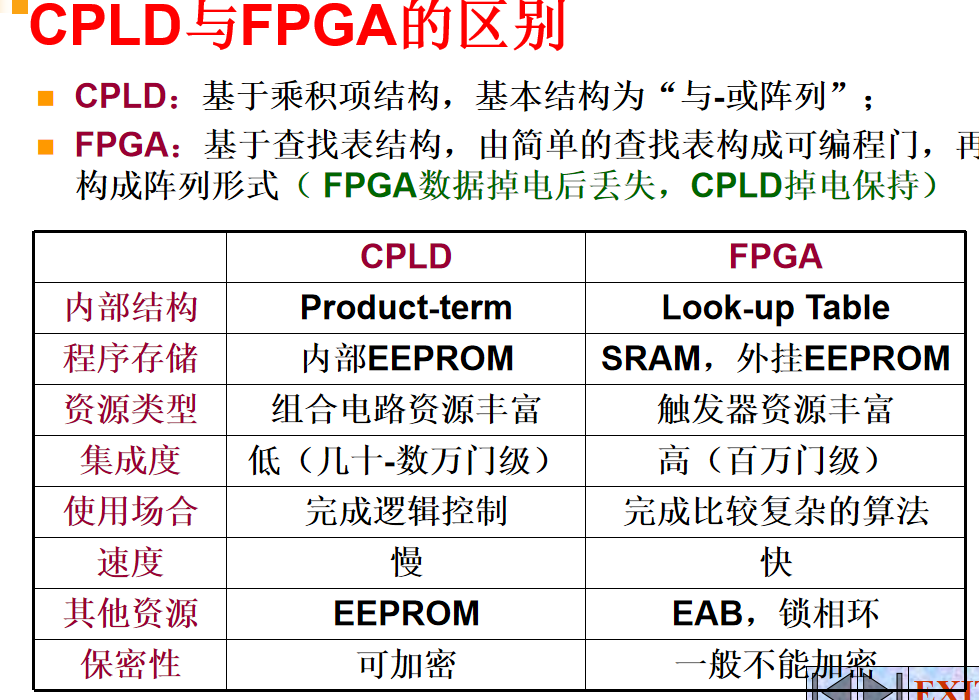 CPLD与FPGA的区别
CPLD：基于乘积项结构，基本结构为“与-或阵列”；
FPGA：基于查找表结构，由简单的查找表构成可编程门，再
构成阵列形式（ FPGA数据掉电后丢失，CPLD掉电保持）
CPLD FPGA
内部结构 Product-term Look-up Table
程序存储 内部EEPROM SRAM，外挂EEPROM
资源类型 组合电路资源丰富 触发器资源丰富
集成度 低（几十-数万门级） 高（百万门级）
使用场合 完成逻辑控制 完成比较复杂的算法
速度 慢 快
其他资源 EEPROM EAB，锁相环
保密性 可加密 一般不能加密
EXI